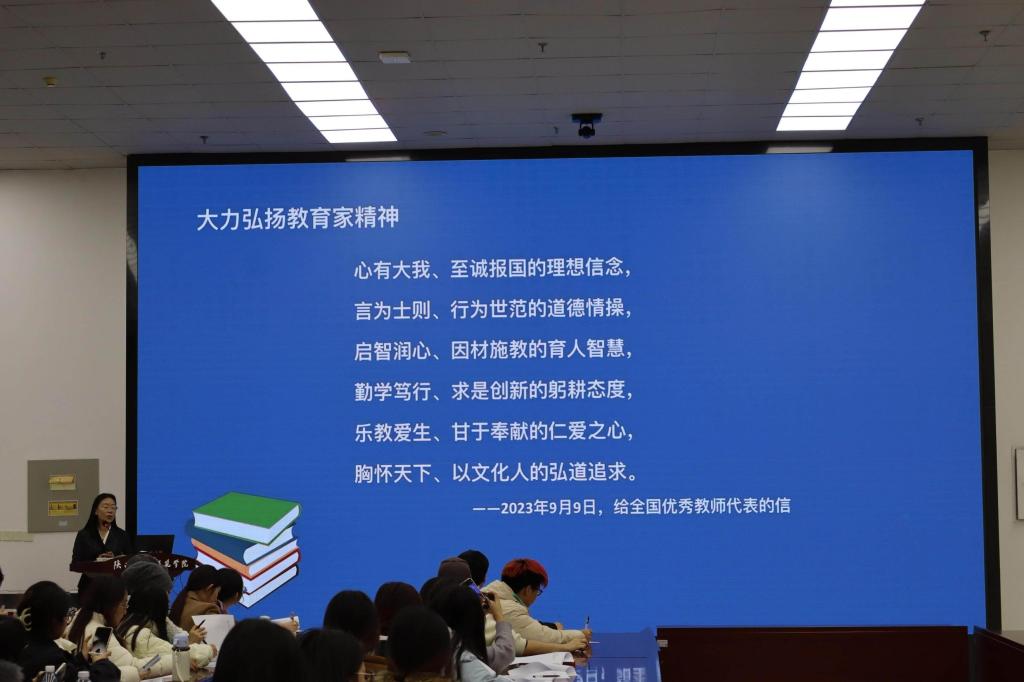 大力弘扬教育家精神
心有大我、至诚报国的理想信念，
言为士则、行为世范的道德情操，
启智润心、因材施教的育人智慧，
勤学笃行、求是创新的躬耕态度，
乐教爱生、甘于奉献的仁爱之心，
胸怀天下、以文化人的弘道追求。
——2023年9月9日，给全国优秀教师代表的信
学院